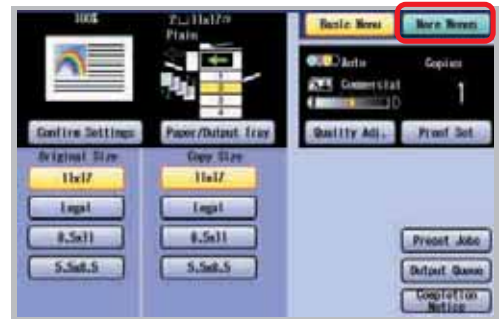 100%
2 11x17
Plain
Basic Menu
More Menus
Auto
Copies
Commercial
1
Confirm Settings
Paper/Output Tray
Quality Adj.
Proof Set
Original Size
Copy Size
11x17
11x17
Legal
Legal
8.5x11
8.5x11
5.5x8.5
5.5x8.5
Preset Jobs
Output Queue
Completion
Notice